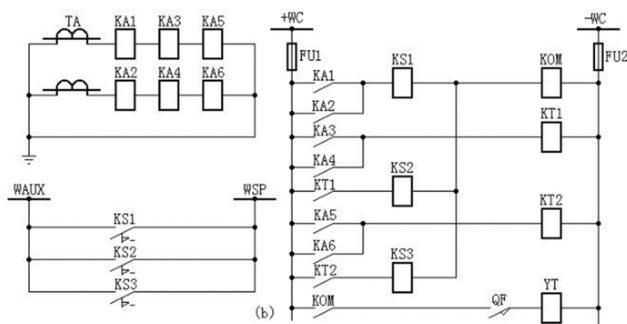 TA KA1 KA3 KA5
KA2 KA4 KA6
WAUX WSP
KS1
KS2
KS3
(b)
+WC -WC
FU1 FU2
KA1 KS1 KOM
KA2
KA3 KT1
KA4
KT1 KS2
KA5 KT2
KA6
KT2 KS3
KOM QF YT